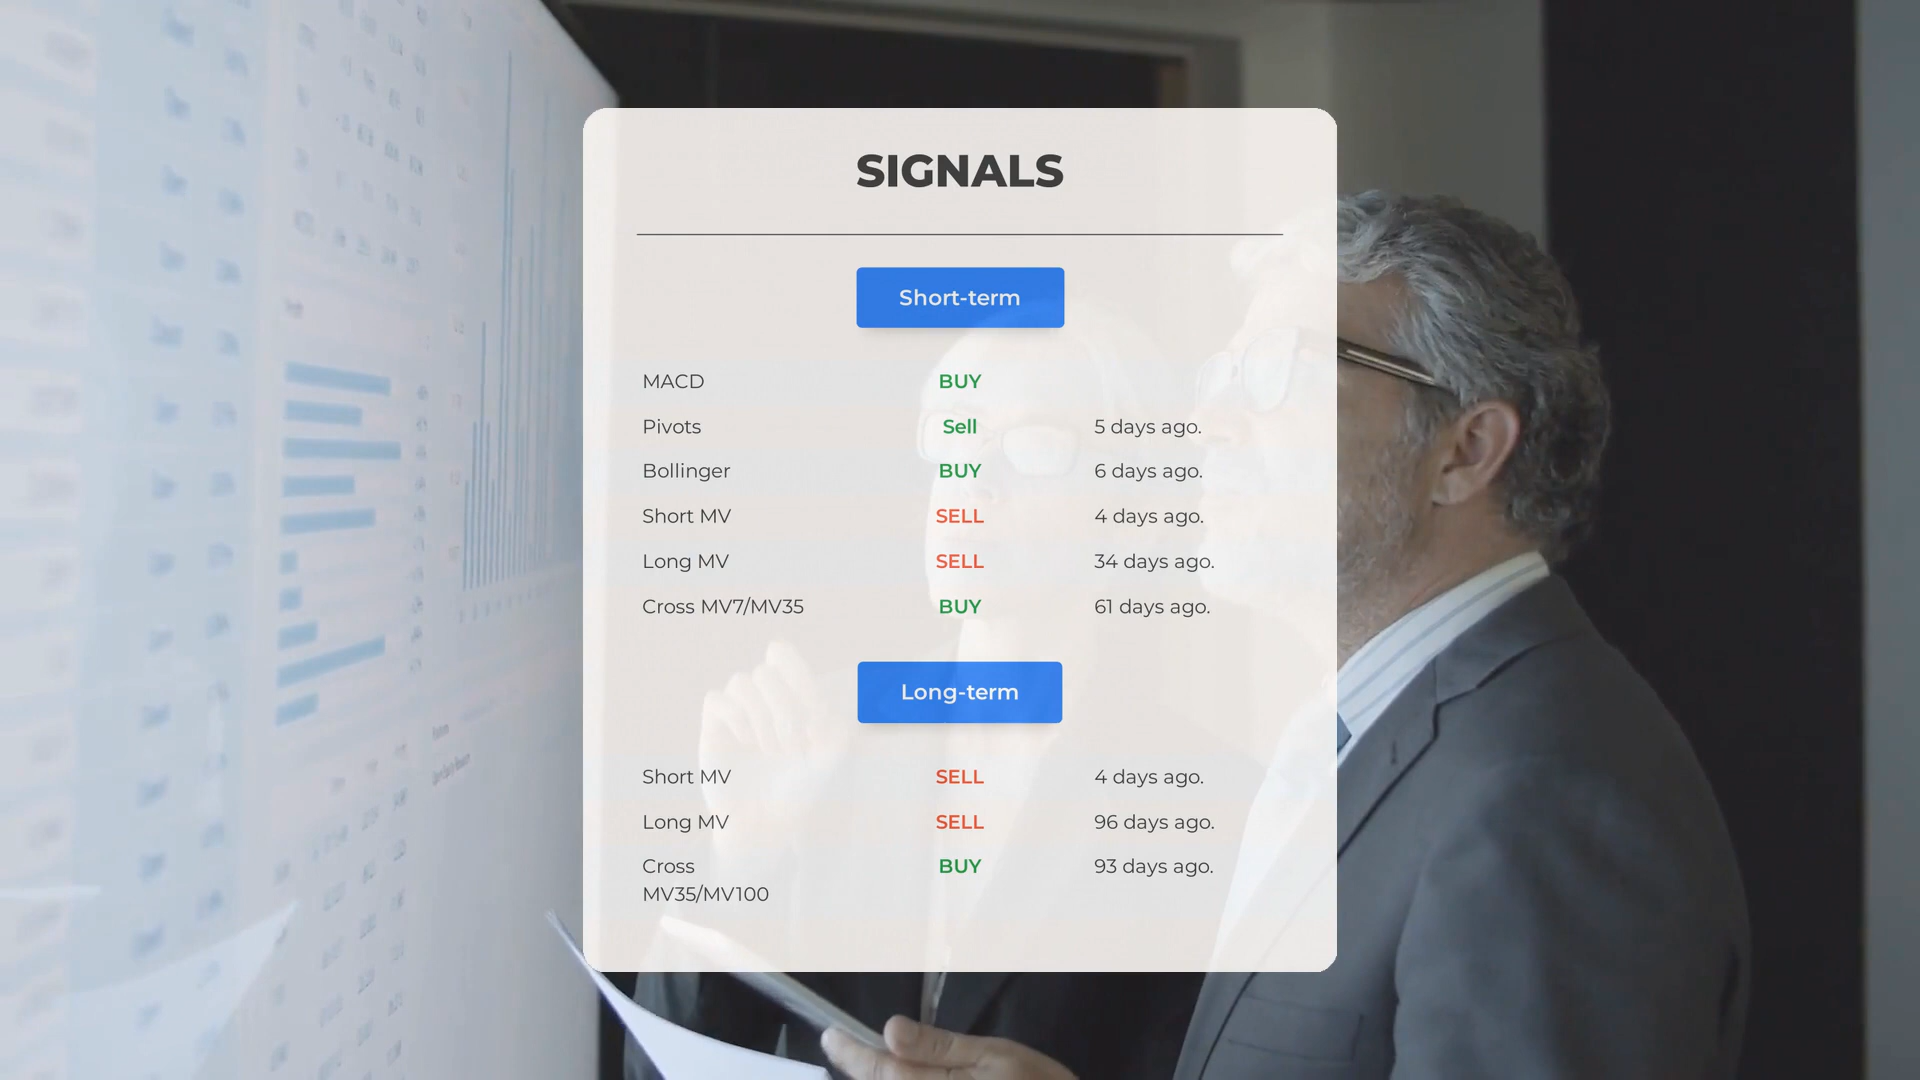 SIGNALS
Short-term
MACD BUY
Pivots Sell 5 days ago.
Bollinger BUY 6 days ago.
Short MV SELL 4 days ago.
Long MV SELL 34 days ago.
Cross MV7/MV35 BUY 61 days ago.
Long-term
Short MV SELL 4 days ago.
Long MV SELL 96 days ago.
Cross BUY 93 days ago.
MV35/MV100